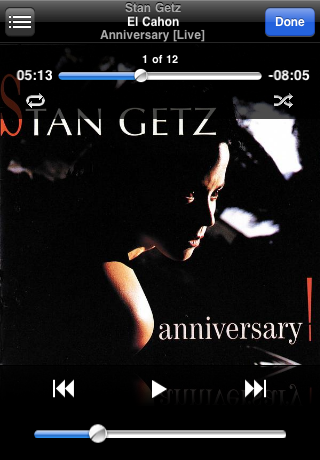 Stan Getz
El Cahon
Anniversary [Live]
Done
1 of 12
05:13
-08:05
STAN GETZ
anniversary!